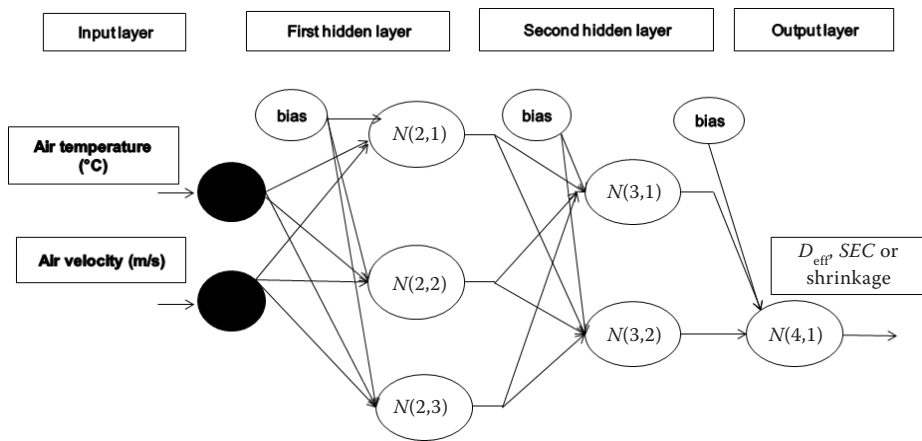 Input layer
First hidden layer
Second hidden layer
Output layer
bias
N(2,1)
bias
bias
Air temperature
(°C)
N(3,1)
Air velocity (m/s)
N(2,2)
D_eff, SEC or
shrinkage
N(3,2)
N(4,1)
N(2,3)